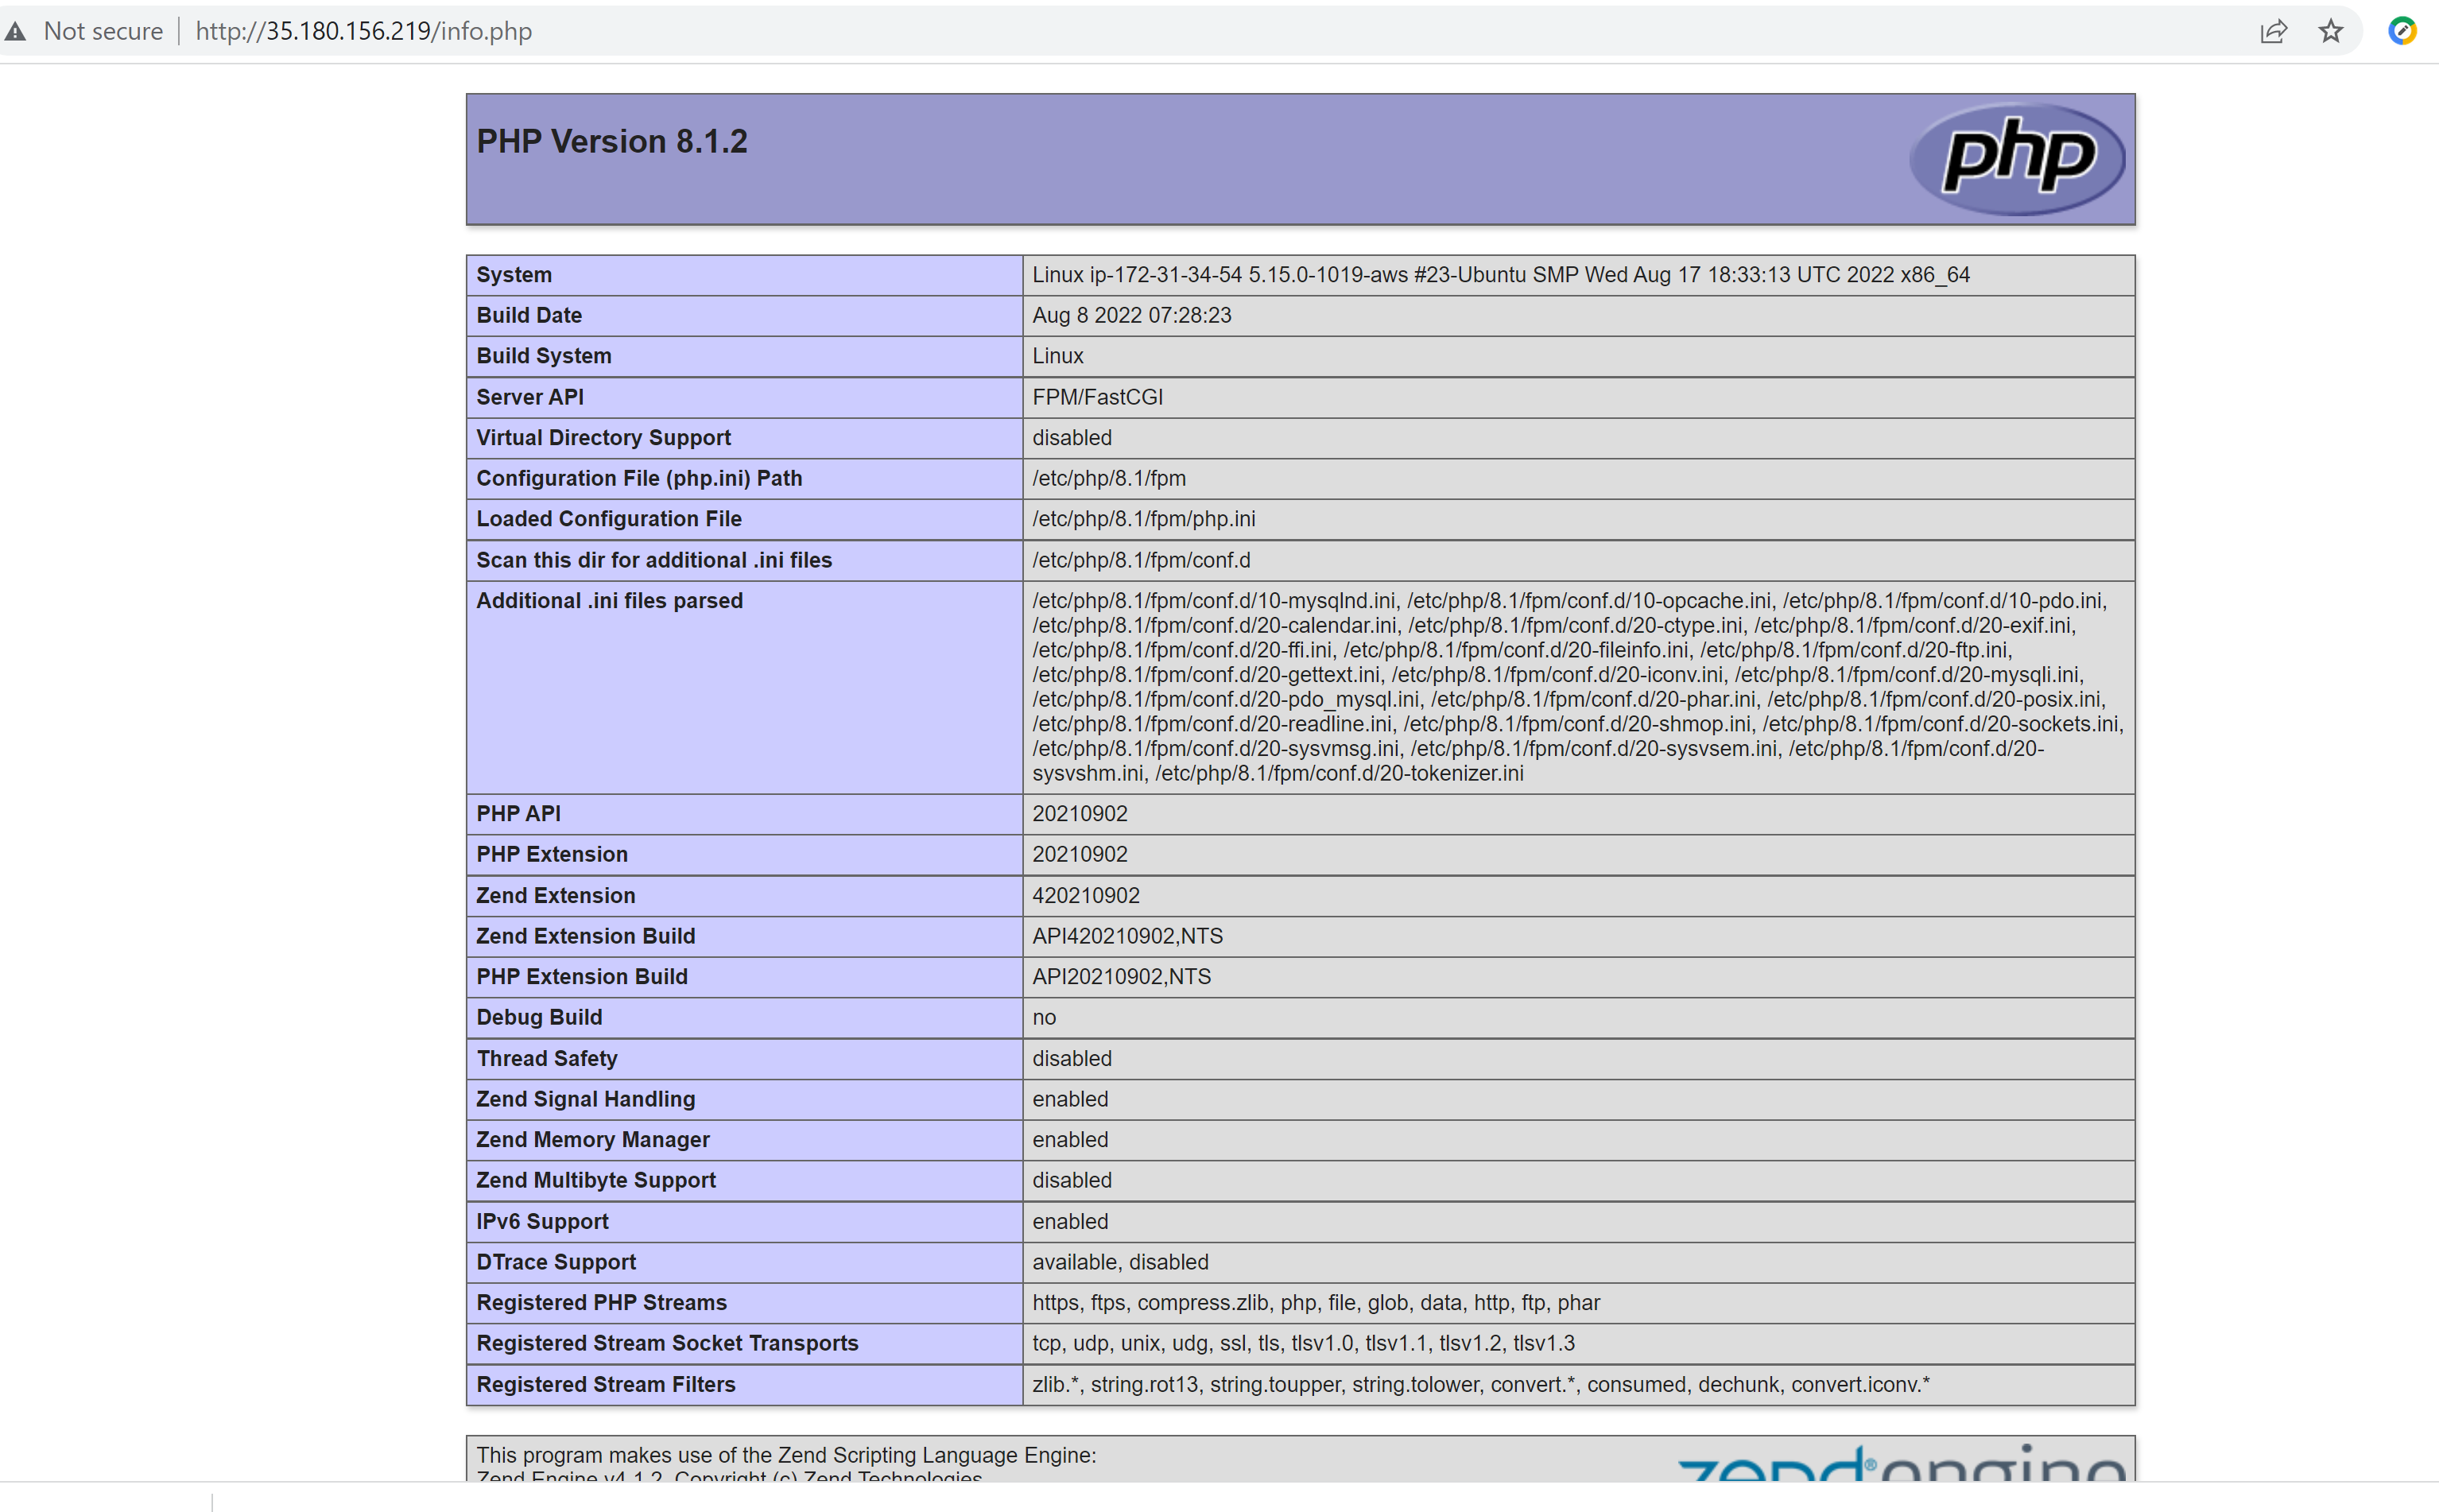 Not secure http://35.180.156.219/info.php
PHP Version 8.1.2
php
System Linux ip-172-31-34-54 5.15.0-1019-aws #23-Ubuntu SMP Wed Aug 17 18:33:13 UTC 2022 x86_64
Build Date Aug 8 2022 07:28:23
Build System Linux
Server API FPM/FastCGI
Virtual Directory Support disabled
Configuration File (php.ini) Path /etc/php/8.1/fpm
Loaded Configuration File /etc/php/8.1/fpm/php.ini
Scan this dir for additional .ini files /etc/php/8.1/fpm/conf.d
Additional .ini files parsed /etc/php/8.1/fpm/conf.d/10-mysqlnd.ini, /etc/php/8.1/fpm/conf.d/10-opcache.ini, /etc/php/8.1/fpm/conf.d/10-pdo.ini,
/etc/php/8.1/fpm/conf.d/20-calendar.ini, /etc/php/8.1/fpm/conf.d/20-ctype.ini, /etc/php/8.1/fpm/conf.d/20-exif.ini,
/etc/php/8.1/fpm/conf.d/20-ffi.ini, /etc/php/8.1/fpm/conf.d/20-fileinfo.ini, /etc/php/8.1/fpm/conf.d/20-ftp.ini,
/etc/php/8.1/fpm/conf.d/20-gettext.ini, /etc/php/8.1/fpm/conf.d/20-iconv.ini, /etc/php/8.1/fpm/conf.d/20-mysqli.ini,
/etc/php/8.1/fpm/conf.d/20-pdo_mysql.ini, /etc/php/8.1/fpm/conf.d/20-phar.ini, /etc/php/8.1/fpm/conf.d/20-posix.ini,
/etc/php/8.1/fpm/conf.d/20-readline.ini, /etc/php/8.1/fpm/conf.d/20-shmop.ini, /etc/php/8.1/fpm/conf.d/20-sockets.ini,
/etc/php/8.1/fpm/conf.d/20-sysvmsg.ini, /etc/php/8.1/fpm/conf.d/20-sysvsem.ini, /etc/php/8.1/fpm/conf.d/20-
sysvshm.ini, /etc/php/8.1/fpm/conf.d/20-tokenizer.ini
PHP API 20210902
PHP Extension 20210902
Zend Extension 420210902
Zend Extension Build API420210902,NTS
PHP Extension Build API20210902,NTS
Debug Build no
Thread Safety disabled
Zend Signal Handling enabled
Zend Memory Manager enabled
Zend Multibyte Support disabled
IPv6 Support enabled
DTrace Support available, disabled
Registered PHP Streams https, ftps, compress.zlib, php, file, glob, data, http, ftp, phar
Registered Stream Socket Transports tcp, udp, unix, udg, ssl, tls, tlsv1.0, tlsv1.1, tlsv1.2, tlsv1.3
Registered Stream Filters zlib.*, string.rot13, string.toupper, string.tolower, convert.*, consumed, dechunk, convert.iconv.*
This program makes use of the Zend Scripting Language Engine:
Zend Engine v4.1.2, Copyright (c) Zend Technologies
zend® engine